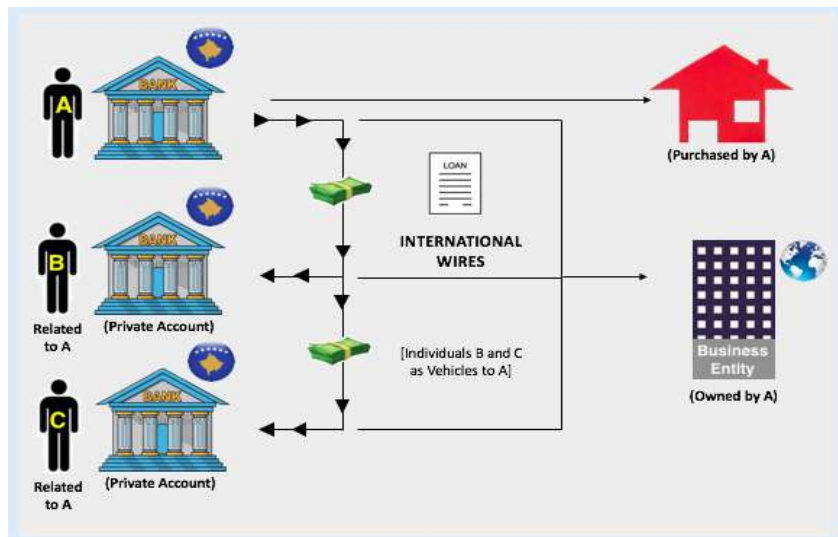 BANK
A
(Purchased by A)
LOAN
INTERNATIONAL
WIRES
BANK
B
Related
to A
(Private Account)
[Individuals B and C
as Vehicles to A]
Business
Entity
(Owned by A)
BANK
C
Related
to A
(Private Account)